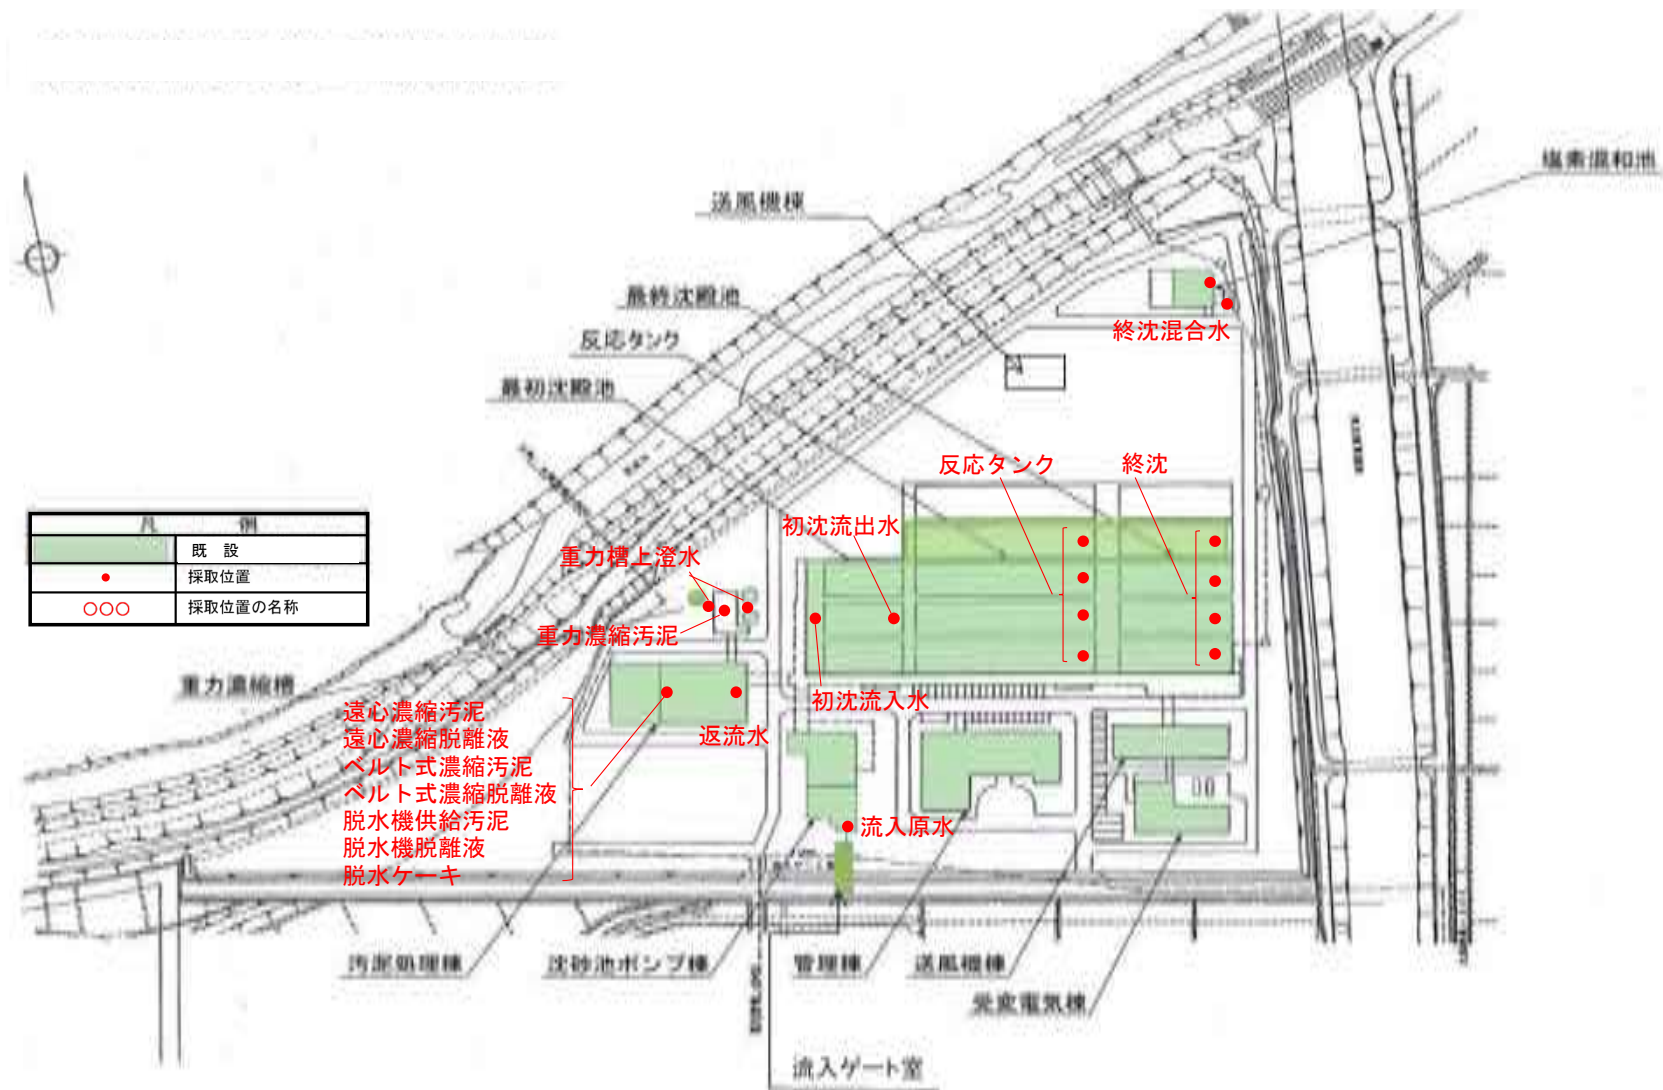 塩素混和池
送風機棟
最終沈殿池
反応タンク
最初沈殿池
終沈混合水
反応タンク
終沈
初沈流出水
凡 例
既 設
採取位置
○○○
採取位置の名称
重力槽上澄水
重力濃縮汚泥
重力濃縮槽
初沈流入水
返流水
遠心濃縮汚泥
遠心濃縮脱離液
ベルト式濃縮汚泥
ベルト式濃縮脱離液
脱水機供給汚泥
脱水機脱離液
脱水ケーキ
流入原水
汚泥処理棟
沈砂池ポンプ棟
管理棟
送風機棟
受変電気棟
流入ゲート室